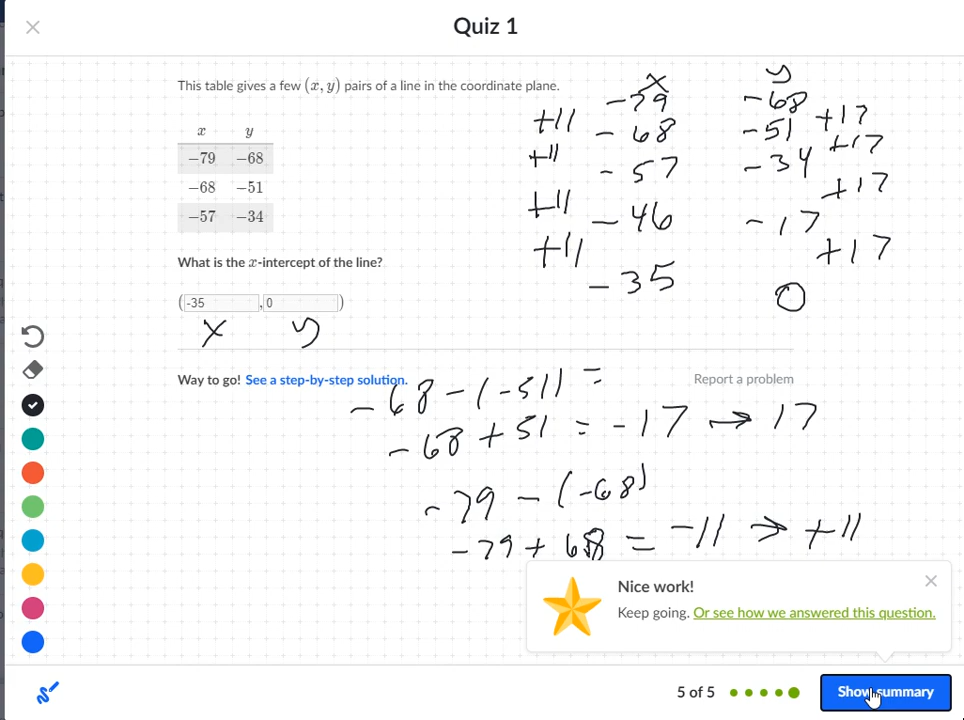 Quiz 1
This table gives a few (x, y) pairs of a line in the coordinate plane.
x y
−79 −68
−68 −51
−57 −34
What is the x-intercept of the line?
(-35 , 0 )
x y
x y
-79 -68
+11 -68 -51 +17
+11 -57 -34 +17
+11 -46 -17 +17
+11 -35 0 +17
Way to go! See a step-by-step solution.
Report a problem
-68 - (-51) =
-68 + 51 = -17 → 17
-79 - (-68)
-79 + 68 = -11 → +11
Nice work!
Keep going. Or see how we answered this question.
5 of 5
Show summary